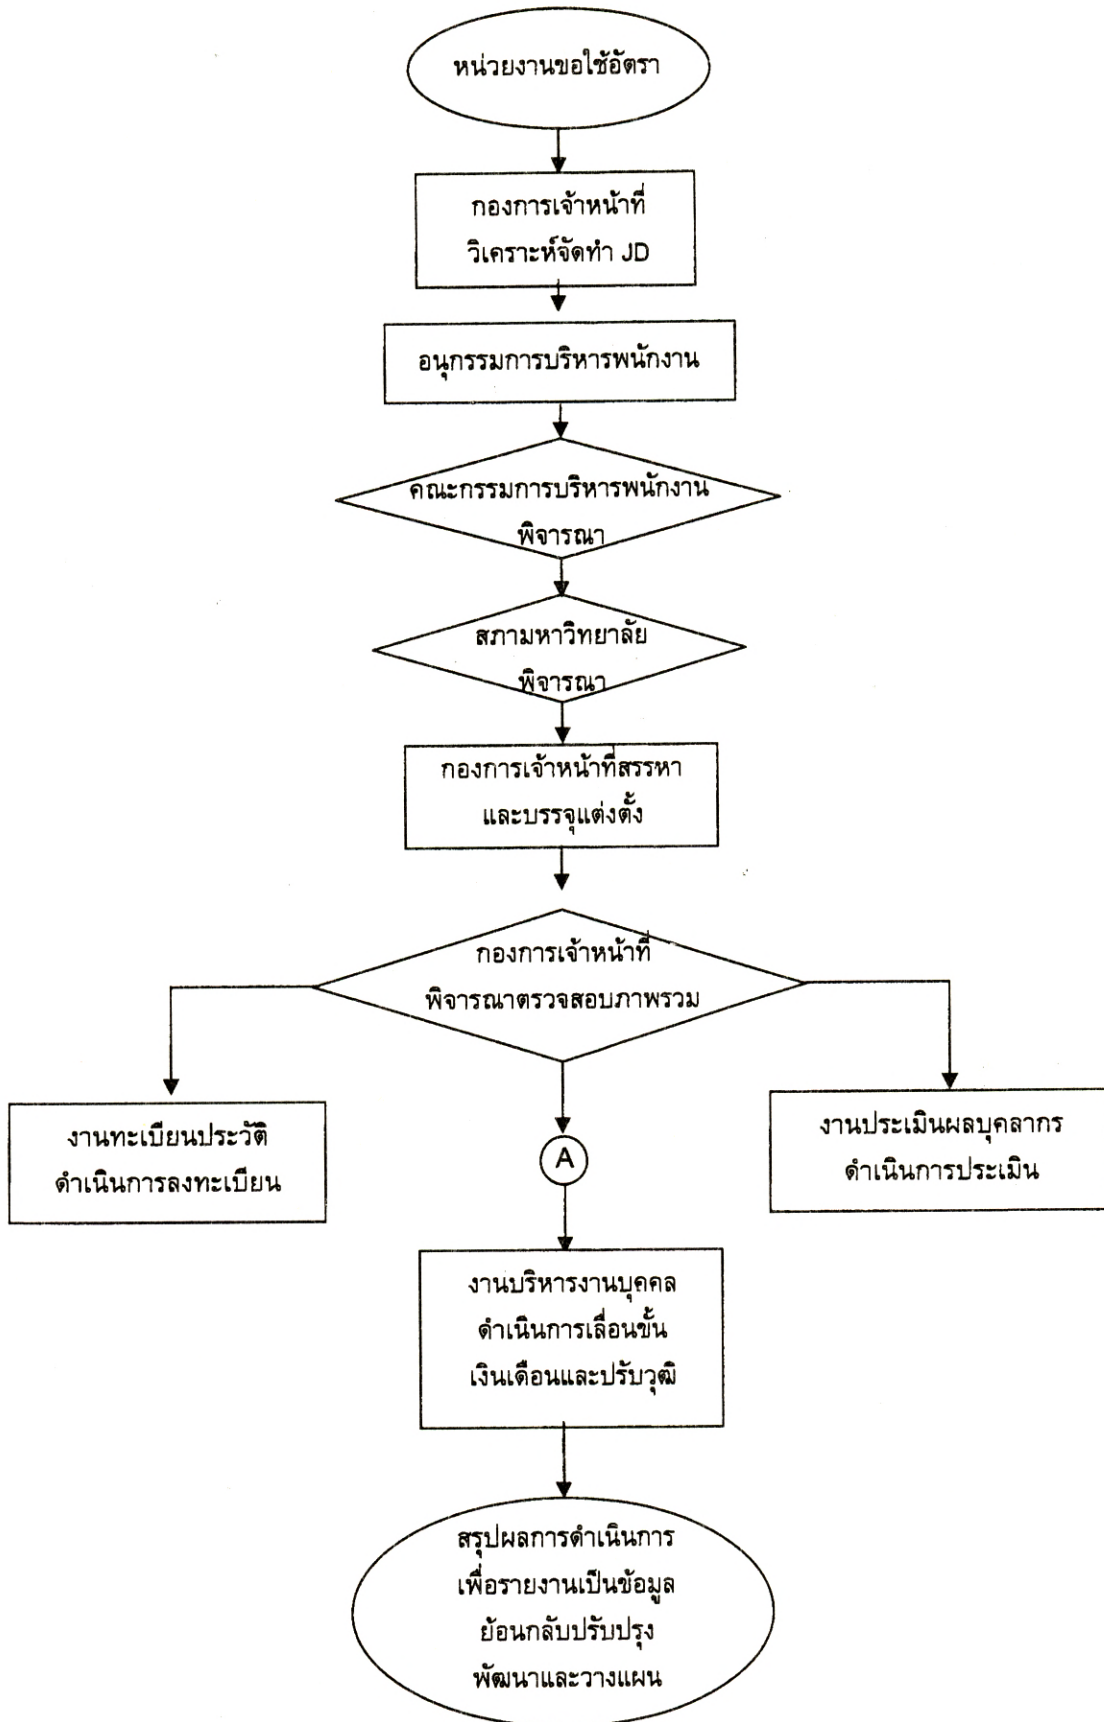 หน่วยงานขอใช้อัตรา
กองการเจ้าหน้าที่
วิเคราะห์จัดทำ JD
อนุกรรมการบริหารพนักงาน
คณะกรรมการบริหารพนักงาน
พิจารณา
สภามหาวิทยาลัย
พิจารณา
กองการเจ้าหน้าที่สรรหา
และบรรจุแต่งตั้ง
กองการเจ้าหน้าที่
พิจารณาตรวจสอบภาพรวม
งานทะเบียนประวัติ
ดำเนินการลงทะเบียน
A
งานประเมินผลบุคลากร
ดำเนินการประเมิน
งานบริหารงานบุคคล
ดำเนินการเลื่อนขั้น
เงินเดือนและปรับวุฒิ
สรุปผลการดำเนินการ
เพื่อรายงานเป็นข้อมูล
ย้อนกลับปรับปรุง
พัฒนาและวางแผน